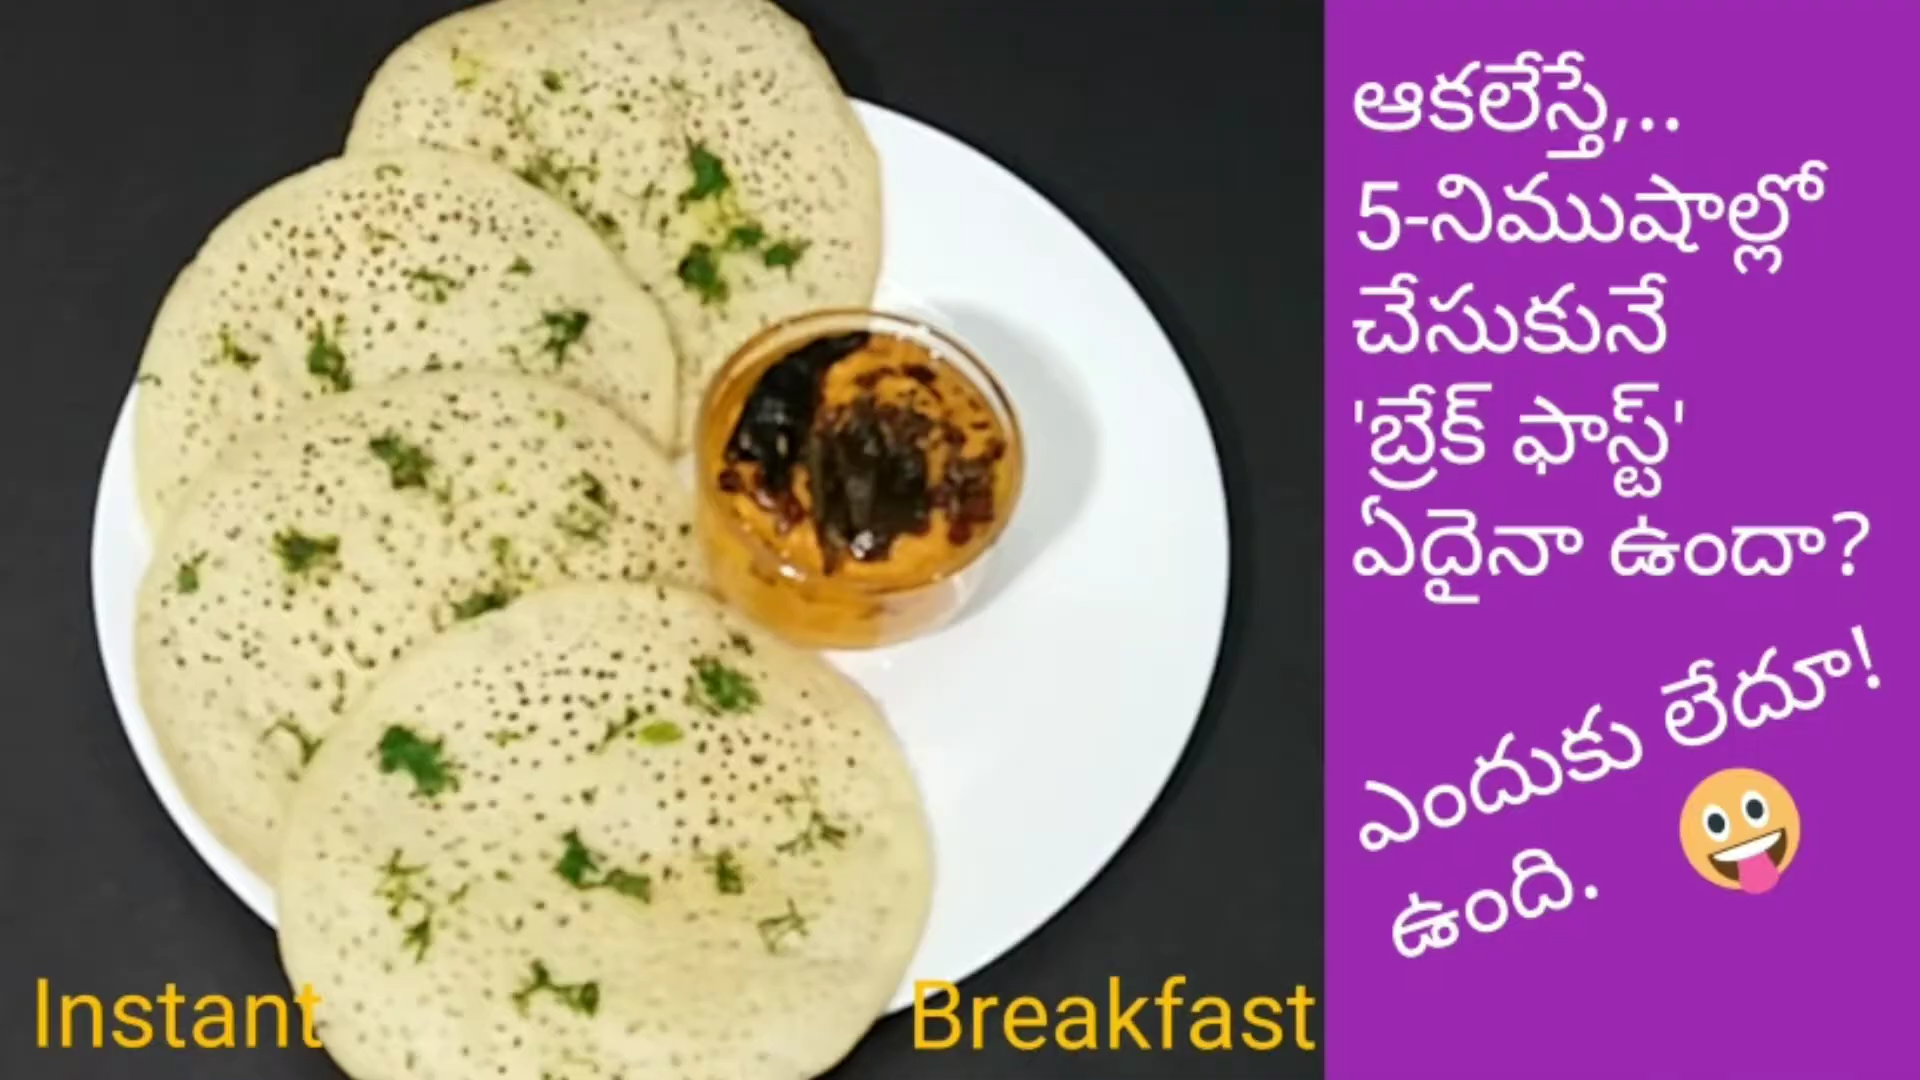 ఆకలేస్తే,..
5-నిముషాల్లో
చేసుకునే
'బ్రేక్ ఫాస్ట్'
ఏదైనా ఉందా?
ఎందుకు లేదూ!
ఉంది.
Instant Breakfast